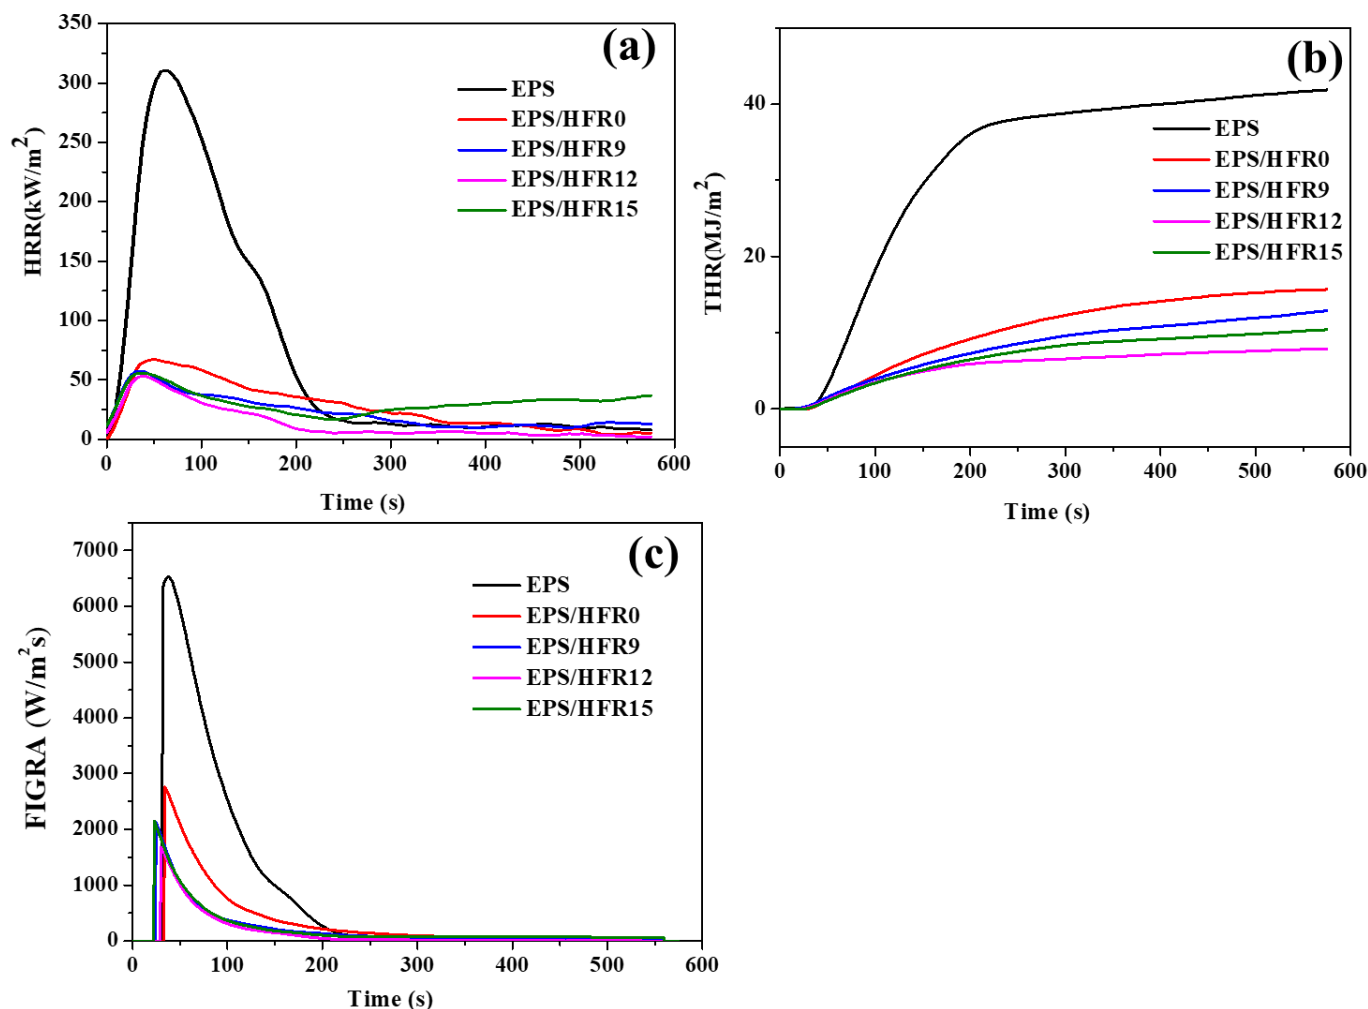 (a)
350
300
250
200
150
100
50
0
HRR(kW/m²)
EPS
EPS/HFR0
EPS/HFR9
EPS/HFR12
EPS/HFR15
0 100 200 300 400 500 600
Time (s)
(b)
40
20
0
THR(MJ/m²)
EPS
EPS/HFR0
EPS/HFR9
EPS/HFR12
EPS/HFR15
0 100 200 300 400 500 600
Time (s)
(c)
7000
6000
5000
4000
3000
2000
1000
0
FIGRA (W/m²s)
EPS
EPS/HFR0
EPS/HFR9
EPS/HFR12
EPS/HFR15
0 100 200 300 400 500 600
Time (s)